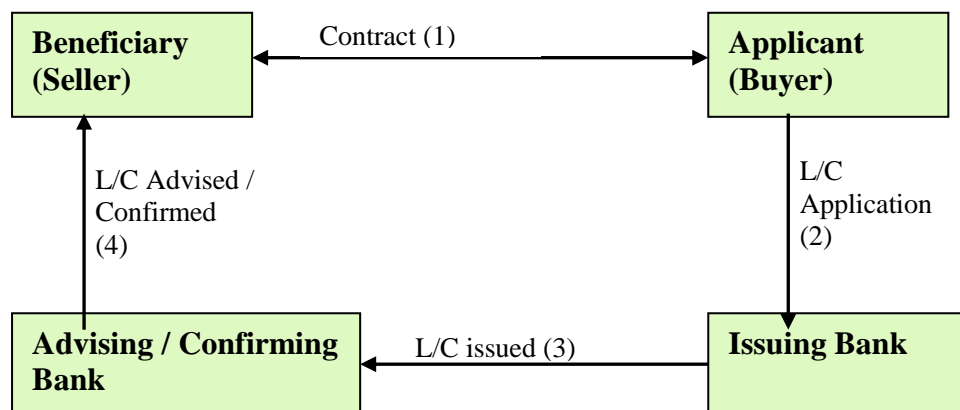 Beneficiary
(Seller)
Contract (1)
Applicant
(Buyer)
L/C Advised /
Confirmed
(4)
L/C
Application
(2)
Advising / Confirming
Bank
L/C issued (3)
Issuing Bank